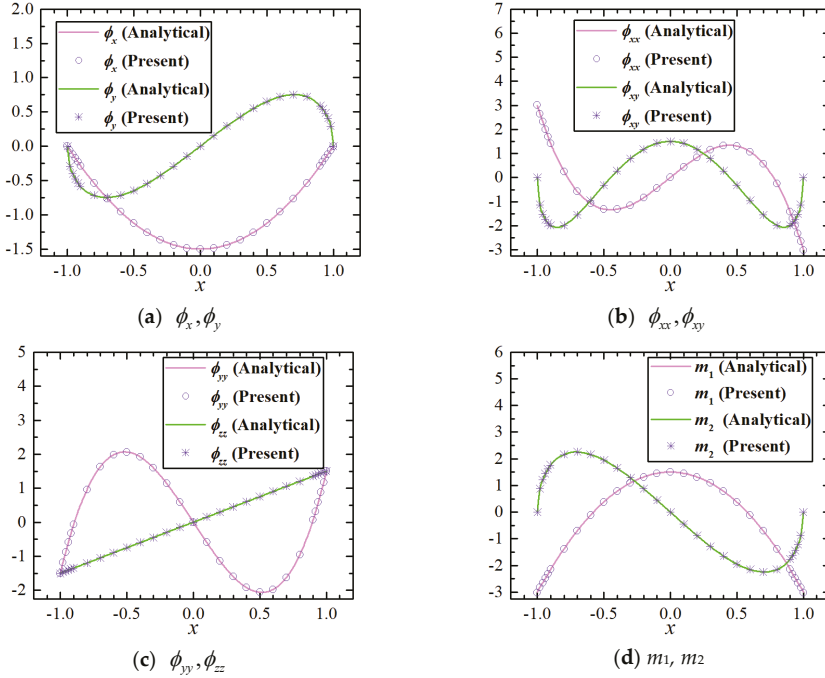 2.0
1.5
1.0
0.5
0.0
-0.5
-1.0
-1.5
ϕx (Analytical)
ϕx (Present)
ϕy (Analytical)
ϕy (Present)
-1.0 -0.5 0.0 0.5 1.0
x
(a) ϕx, ϕy
7
6
5
4
3
2
1
0
-1
-2
-3
ϕxx (Analytical)
ϕxx (Present)
ϕxy (Analytical)
ϕxy (Present)
-1.0 -0.5 0.0 0.5 1.0
x
(b) ϕxx, ϕxy
5
4
3
2
1
0
-1
-2
ϕyy (Analytical)
ϕyy (Present)
ϕzz (Analytical)
ϕzz (Present)
-1.0 -0.5 0.0 0.5 1.0
x
(c) ϕyy, ϕzz
6
5
4
3
2
1
0
-1
-2
-3
m1 (Analytical)
m1 (Present)
m2 (Analytical)
m2 (Present)
-1.0 -0.5 0.0 0.5 1.0
x
(d) m1, m2